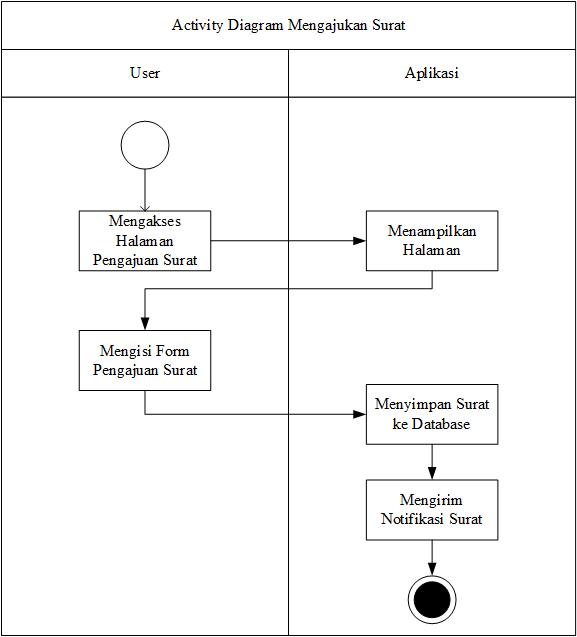 Activity Diagram Mengajukan Surat
User
Aplikasi
Mengakses
Halaman
Pengajuan Surat
Menampilkan
Halaman
Mengisi Form
Pengajuan Surat
Menyimpan Surat
ke Database
Mengirim
Notifikasi Surat